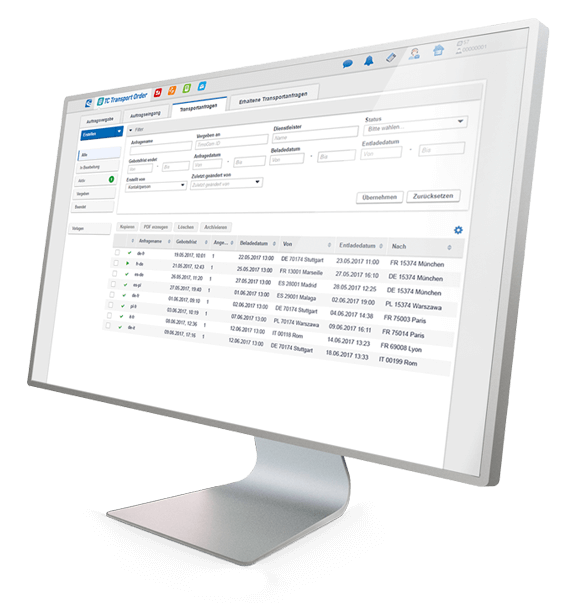 TC Transport Order
Auftragsvergabe
Auftragseingang
Transportanfragen
Erhaltene Transportanfragen
Erstellen
Alle
In Bearbeitung
Aktiv
Vergeben
Beendet
Vorlagen
Filter
Anfragename
Vergeben an
Dienstleister
Status
TimoCom ID
Name
Bitte wählen...
Gebotsfrist endet
Anfragedatum
Beladedatum
Entladedatum
Von - Bis
Von - Bis
Von - Bis
Von - Bis
Erstellt von
Zuletzt geändert von
Kontaktperson
Zuletzt geändert von
Übernehmen
Zurücksetzen
Kopieren
PDF anzeigen
Löschen
Archivieren
Anfragename Gebotsfrist Ange... Beladedatum Von Entladedatum Nach
de-fr 19.05.2017, 10:01 1 22.05.2017 13:00 DE 70174 Stuttgart 23.05.2017 11:00 FR 15374 München
fr-de 21.05.2017, 12:43 1 25.05.2017 13:00 FR 13001 Marseille 27.05.2017 16:10 DE 15374 München
es-de 26.05.2017, 11:20 1 27.05.2017 13:00 ES 28001 Madrid 28.05.2017 12:25 DE 15374 München
es-pl 27.05.2017, 19:40 1 01.06.2017 13:00 ES 29001 Malaga 02.06.2017 19:00 PL 15374 Warszawa
de-fr 01.06.2017, 09:10 1 02.06.2017 13:00 DE 70174 Stuttgart 04.06.2017 14:38 FR 75003 Paris
pl-fr 03.06.2017, 18:19 1 07.06.2017 13:00 PL 70174 Warszawa 09.06.2017 16:11 FR 75014 Paris
it-fr 08.06.2017, 12:36 1 12.06.2017 13:00 IT 00118 Rom 14.06.2017 13:23 FR 69008 Lyon
de-it 09.06.2017, 17:16 1 12.06.2017 13:00 DE 70174 Stuttgart 18.06.2017 13:33 IT 00199 Rom